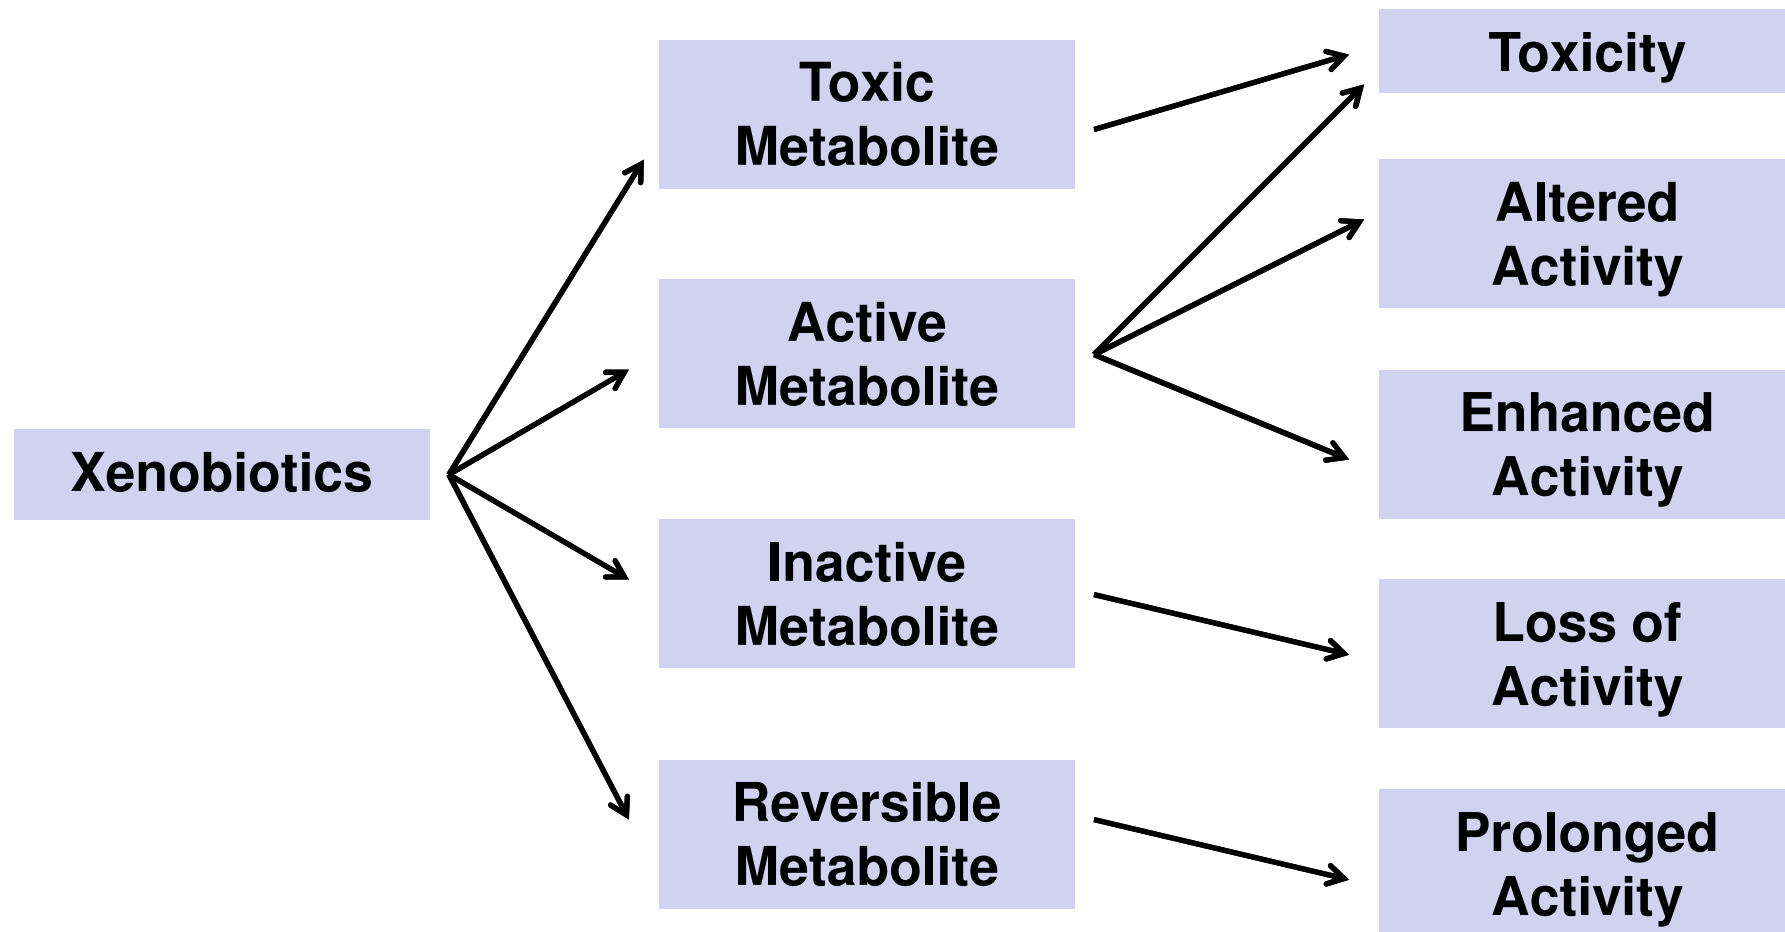 Xenobiotics
Toxic
Metabolite
Active
Metabolite
Inactive
Metabolite
Reversible
Metabolite
Toxicity
Altered
Activity
Enhanced
Activity
Loss of
Activity
Prolonged
Activity